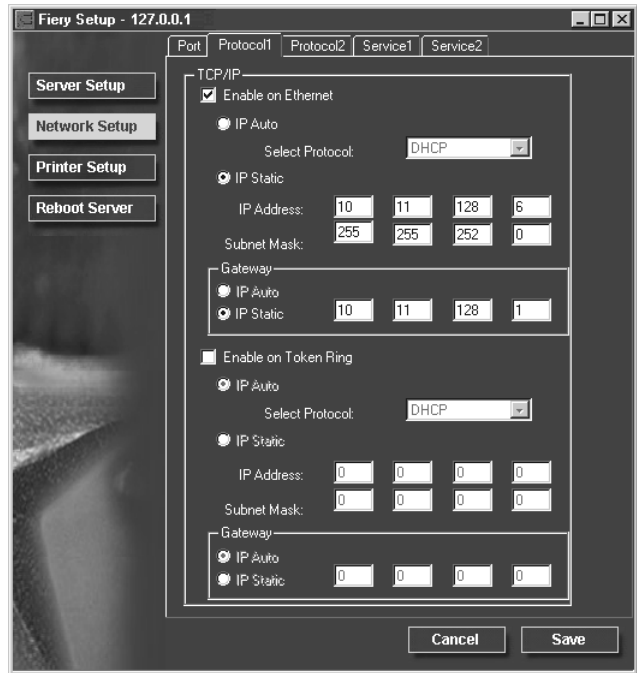 Fiery Setup - 127.0.0.1
Port Protocol1 Protocol2 Service1 Service2
Server Setup
Network Setup
Printer Setup
Reboot Server
TCP/IP
Enable on Ethernet
IP Auto
Select Protocol: DHCP
IP Static
IP Address: 10 11 128 6
Subnet Mask: 255 255 252 0
Gateway
IP Auto
IP Static 10 11 128 1
Enable on Token Ring
IP Auto
Select Protocol: DHCP
IP Static
IP Address: 0 0 0 0
Subnet Mask: 0 0 0 0
Gateway
IP Auto
IP Static 0 0 0 0
Cancel Save